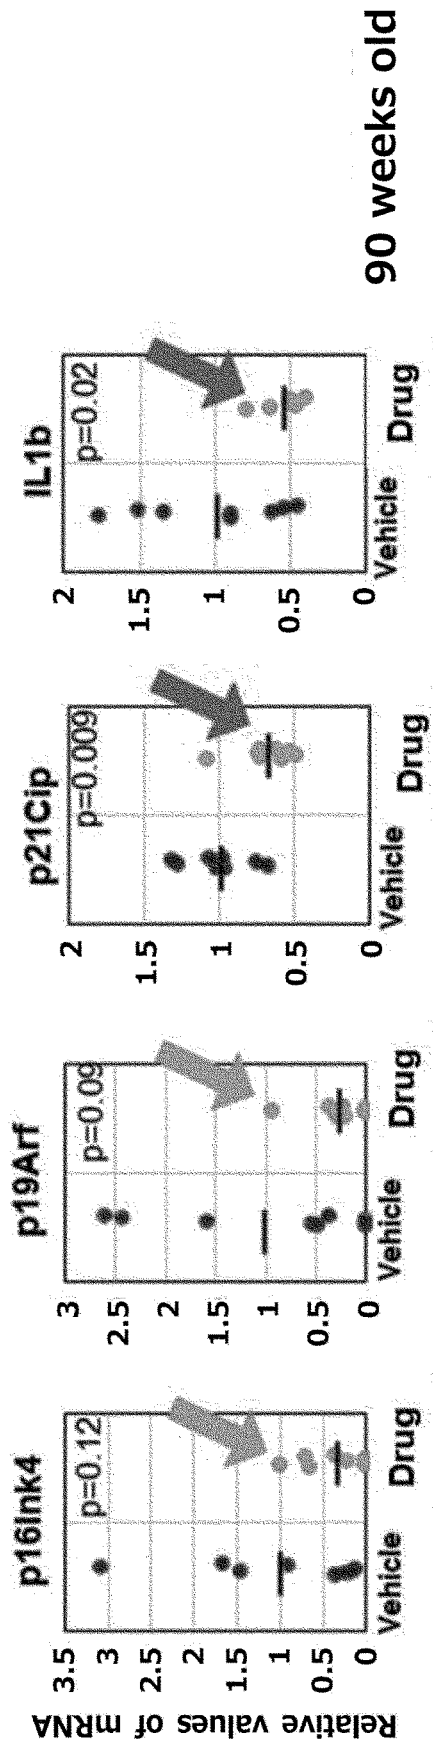 Relative values of mRNA
p16Ink4
3.5
3
2.5
2
1.5
1
0.5
0
p=0.12
Vehicle
Drug
p19Arf
3
2.5
2
1.5
1
0.5
0
p=0.09
Vehicle
Drug
p21Cip
2
1.5
1
0.5
0
p=0.009
Vehicle
Drug
IL1b
2
1.5
1
0.5
0
p=0.02
Vehicle
Drug
90 weeks old